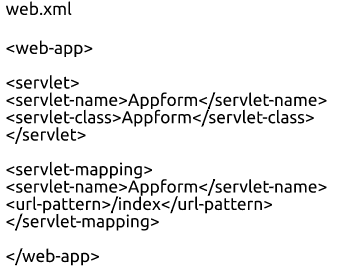 web.xml
<web-app>
<servlet>
<servlet-name>Appform</servlet-name>
<servlet-class>Appform</servlet-class>
</servlet>
<servlet-mapping>
<servlet-name>Appform</servlet-name>
<url-pattern>/index</url-pattern>
</servlet-mapping>
</web-app>